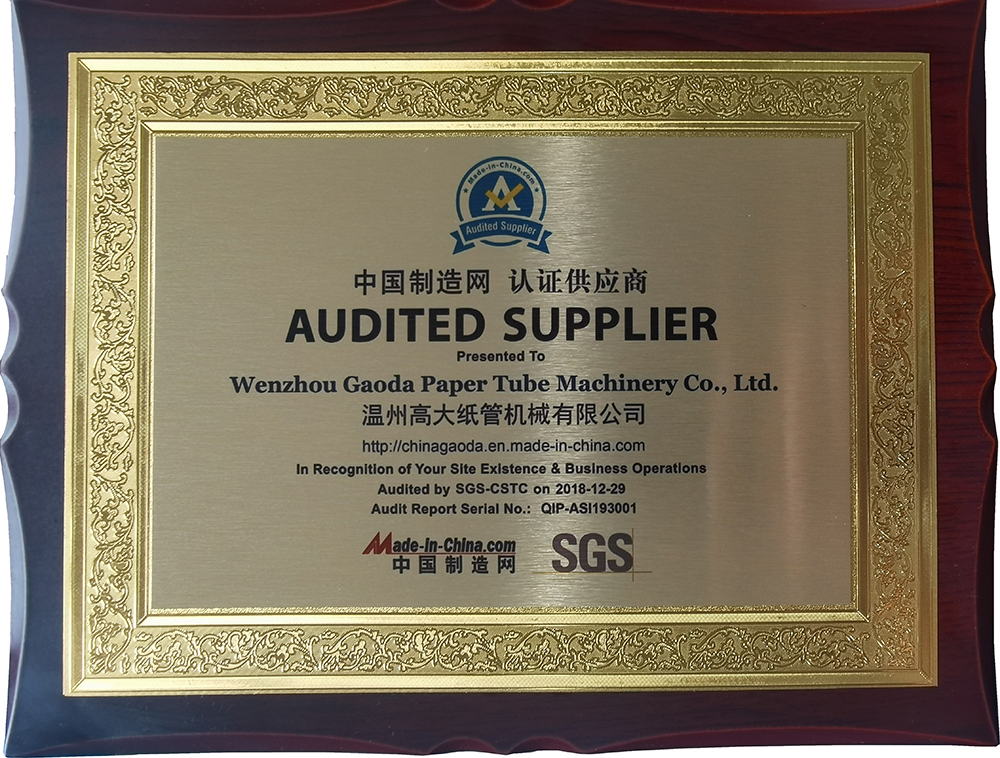 Made-in-China.com
A
Audited Supplier
中国制造网 认证供应商
AUDITED SUPPLIER
Presented To
Wenzhou Gaoda Paper Tube Machinery Co., Ltd.
温州高大纸管机械有限公司
http://chinagaoda.en.made-in-china.com
In Recognition of Your Site Existence & Business Operations
Audited by SGS-CSTC on 2018-12-29
Audit Report Serial No.: QIP-ASI193001
Made-in-China.com SGS
中国制造网